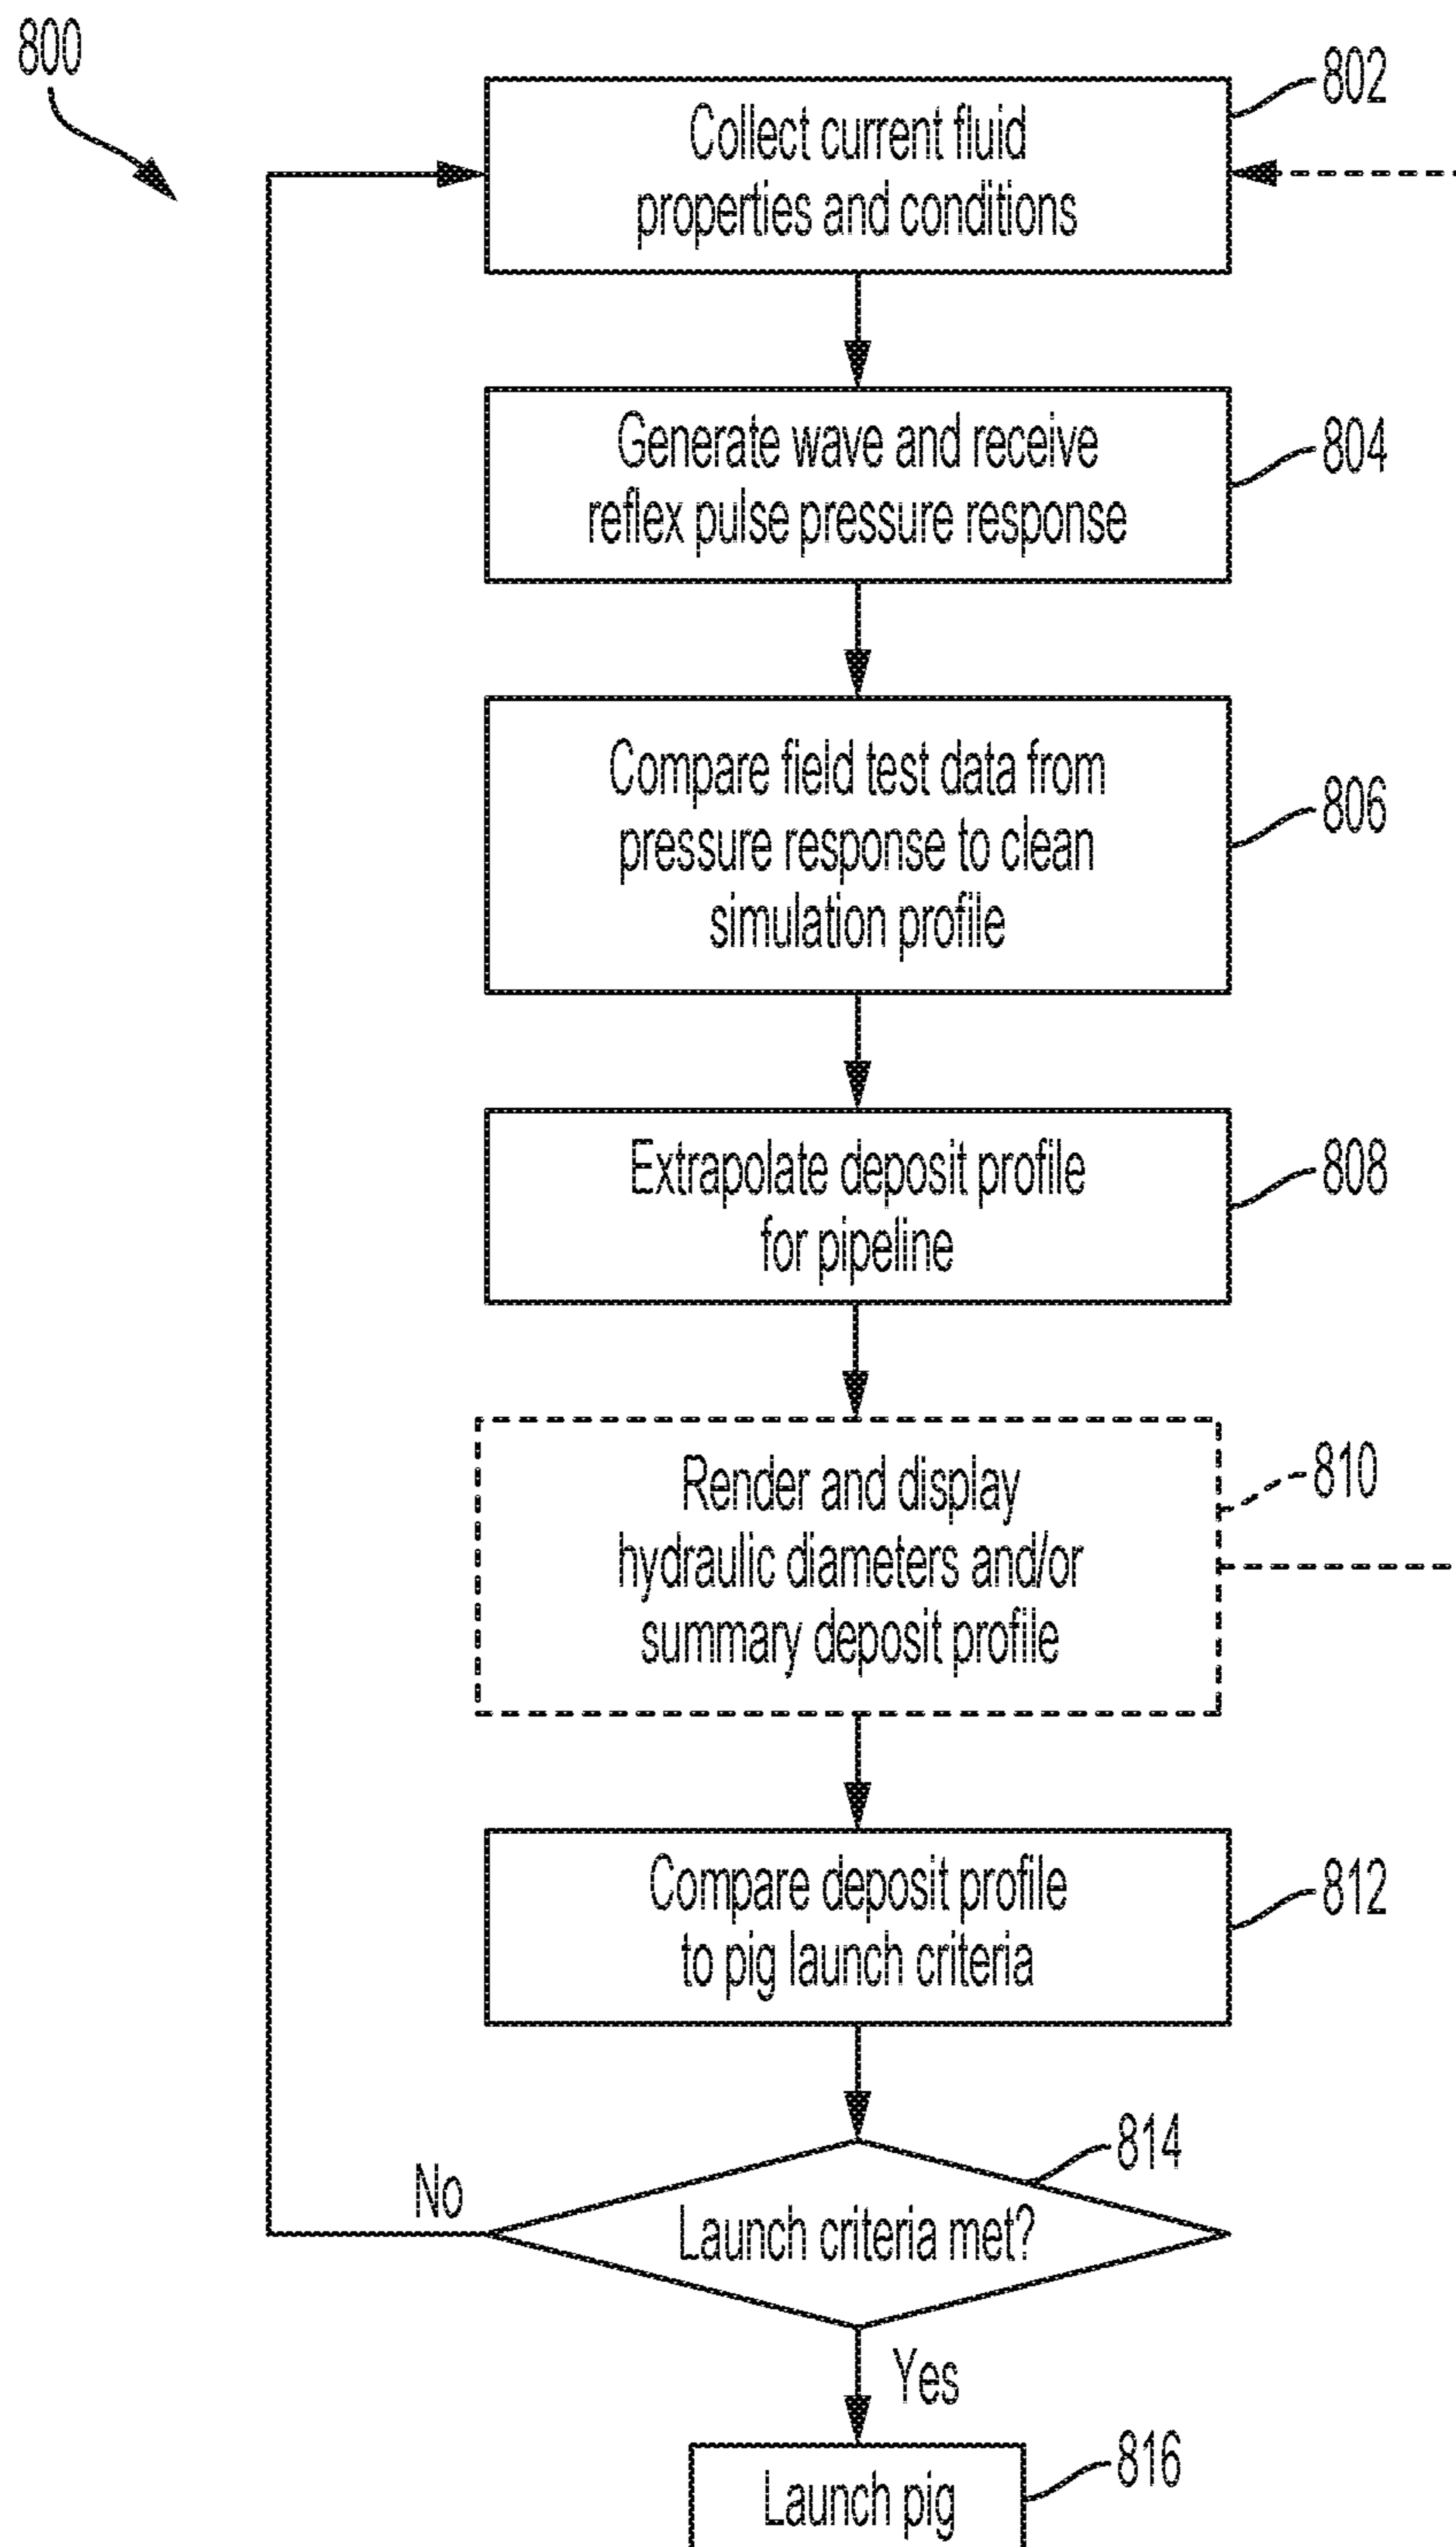 800
802
Collect current fluid
properties and conditions
804
Generate wave and receive
reflex pulse pressure response
806
Compare field test data from
pressure response to clean
simulation profile
808
Extrapolate deposit profile
for pipeline
810
Render and display
hydraulic diameters and/or
summary deposit profile
812
Compare deposit profile
to pig launch criteria
814
No
Launch criteria met?
Yes
816
Launch pig